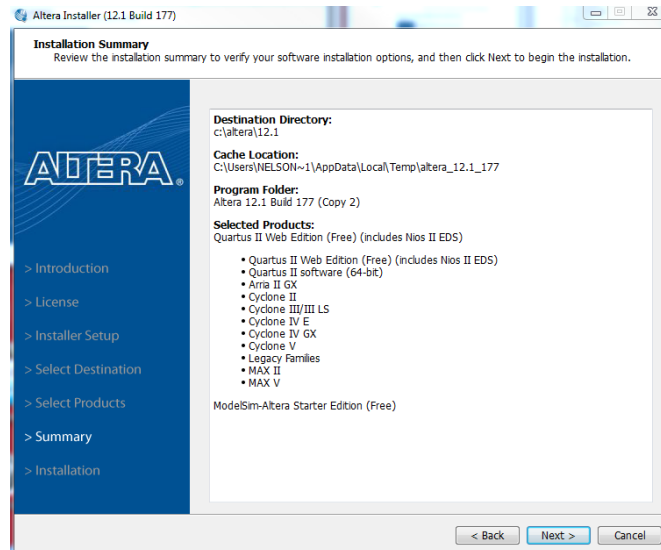 Altera Installer (12.1 Build 177)
Installation Summary
Review the installation summary to verify your software installation options, and then click Next to begin the installation.
ALTERA®
> Introduction
> License
> Installer Setup
> Select Destination
> Select Products
> Summary
> Installation
Destination Directory:
c:\altera\12.1
Cache Location:
C:\Users\NELSON~1\AppData\Local\Temp\altera_12.1_177
Program Folder:
Altera 12.1 Build 177 (Copy 2)
Selected Products:
Quartus II Web Edition (Free) (includes Nios II EDS)
• Quartus II Web Edition (Free) (includes Nios II EDS)
• Quartus II software (64-bit)
• Arria II GX
• Cyclone II
• Cyclone III/III LS
• Cyclone IV E
• Cyclone IV GX
• Cyclone V
• Legacy Families
• MAX II
• MAX V
ModelSim-Altera Starter Edition (Free)
< Back
Next >
Cancel